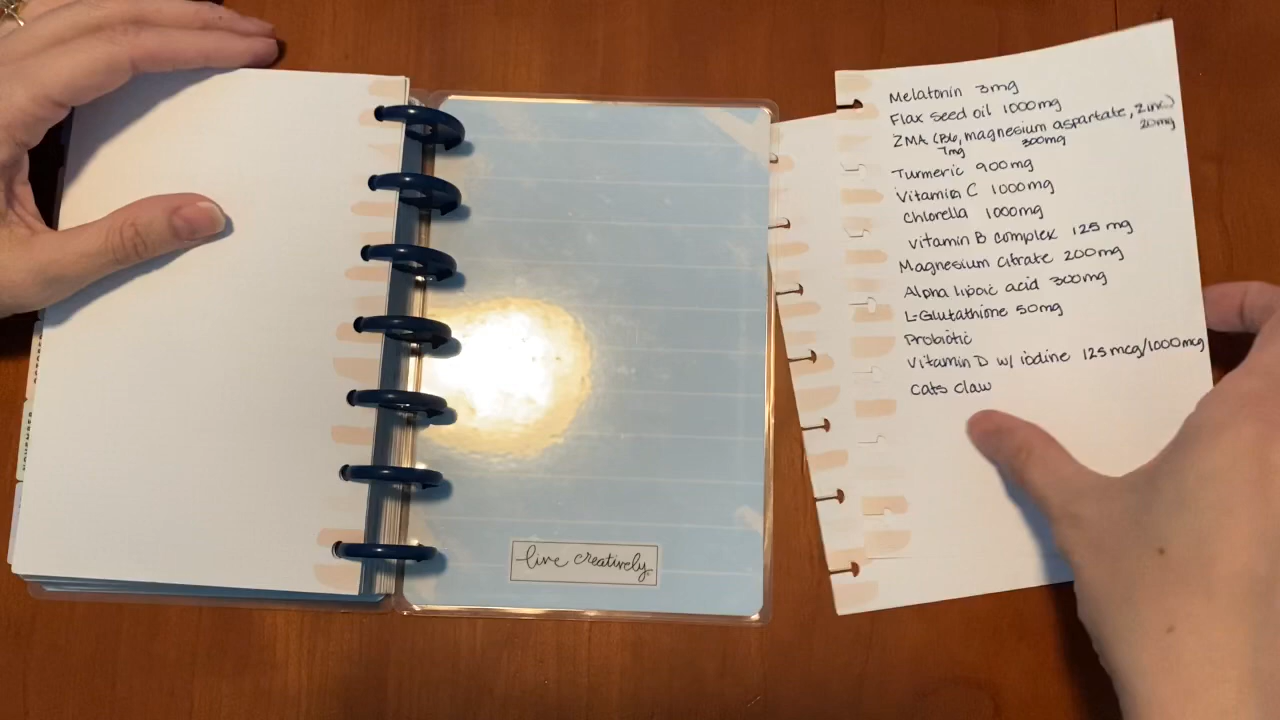 live creatively.
Melatonin 3mg
Flax seed oil 1000mg
ZMA (B6, magnesium aspartate, zinc)
7mg 300mg 20mg
Turmeric 900mg
Vitamin C 1000mg
Chlorella 1000mg
Vitamin B complex 125 mg
Magnesium citrate 200mg
Alpha lipoic acid 300mg
L-Glutathione 50mg
Probiotic
Vitamin D w/ iodine 125mcg/1000mcg
Cats claw